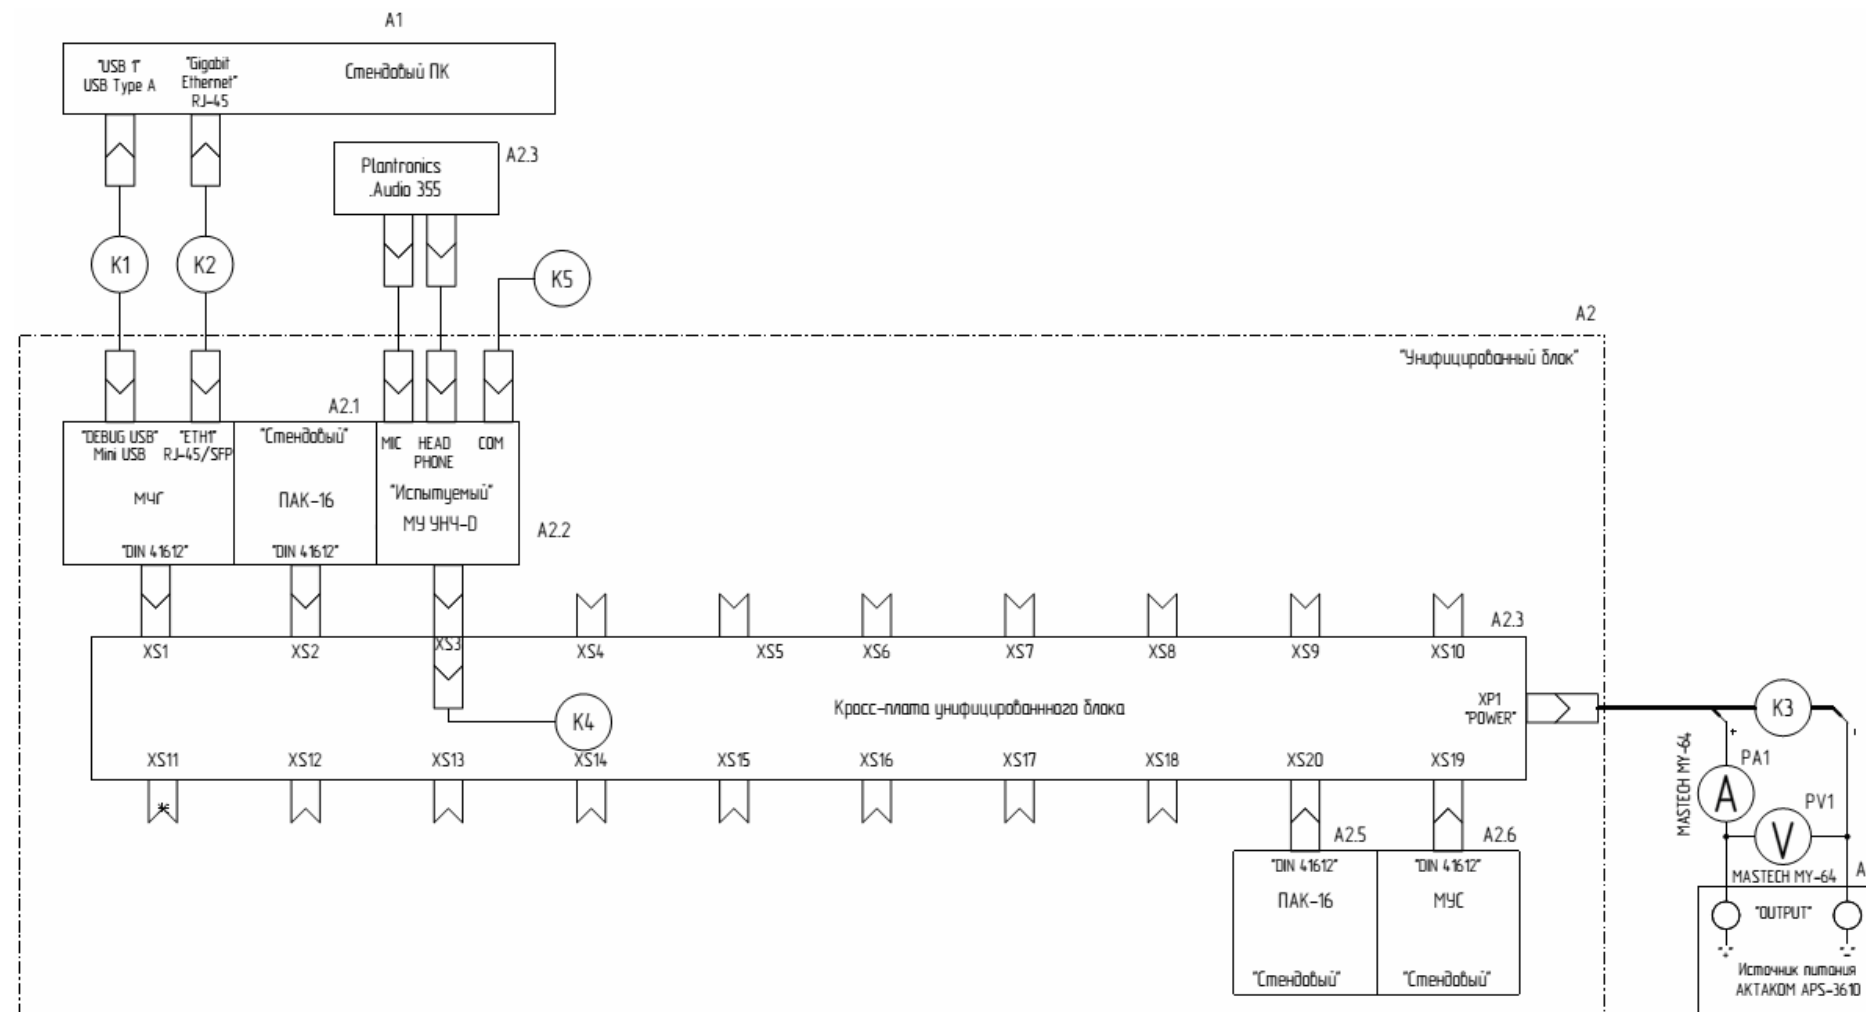 A1
"USB 1"
USB Type A
"Gigabit
Ethernet"
RJ-45
Стендовый ПК
Plantronics
.Audio 355
A2.3
K1
K2
K5
A2
"Унифицированный блок"
A2.1
"DEBUG USB"
Mini USB
"ETH1"
RJ-45/SFP
МЧГ
"DIN 41612"
"Стендовый"
ПАК-16
"DIN 41612"
MIC
HEAD
PHONE
COM
"Испытуемый"
МУ УНЧ-D
A2.2
A2.3
XS1
XS2
XS3
XS4
XS5
XS6
XS7
XS8
XS9
XS10
K4
Кросс-плата унифицированнного блока
XP1
"POWER"
K3
XS11
XS12
XS13
XS14
XS15
XS16
XS17
XS18
XS20
XS19
*
+
-
MASTECH MY-64
PA1
A
PV1
V
MASTECH MY-64
A
A2.5
"DIN 41612"
ПАК-16
"Стендовый"
A2.6
"DIN 41612"
МУС
"Стендовый"
"OUTPUT"
"+"
"-"
Источник питания
АКТАКОМ APS-3610